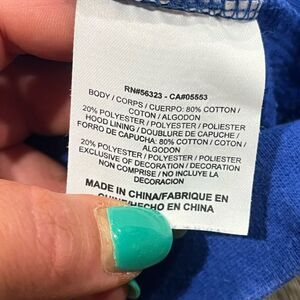 RN#56323 - CA#05553
BODY / CORPS / CUERPO: 80% COTTON /
COTON / ALGODON
20% POLYESTER / POLYESTER / POLIESTER
HOOD LINING / DOUBLURE DE CAPUCHE /
FORRO DE CAPUCHA: 80% COTTON / COTON /
ALGODON
20% POLYESTER / POLYESTER / POLIESTER
EXCLUSIVE OF DECORATION / DECORATION
NON COMPRISE / NO INCLUYE LA
DECORACION
MADE IN CHINA/FABRIQUE EN
CHINE/HECHO EN CHINA